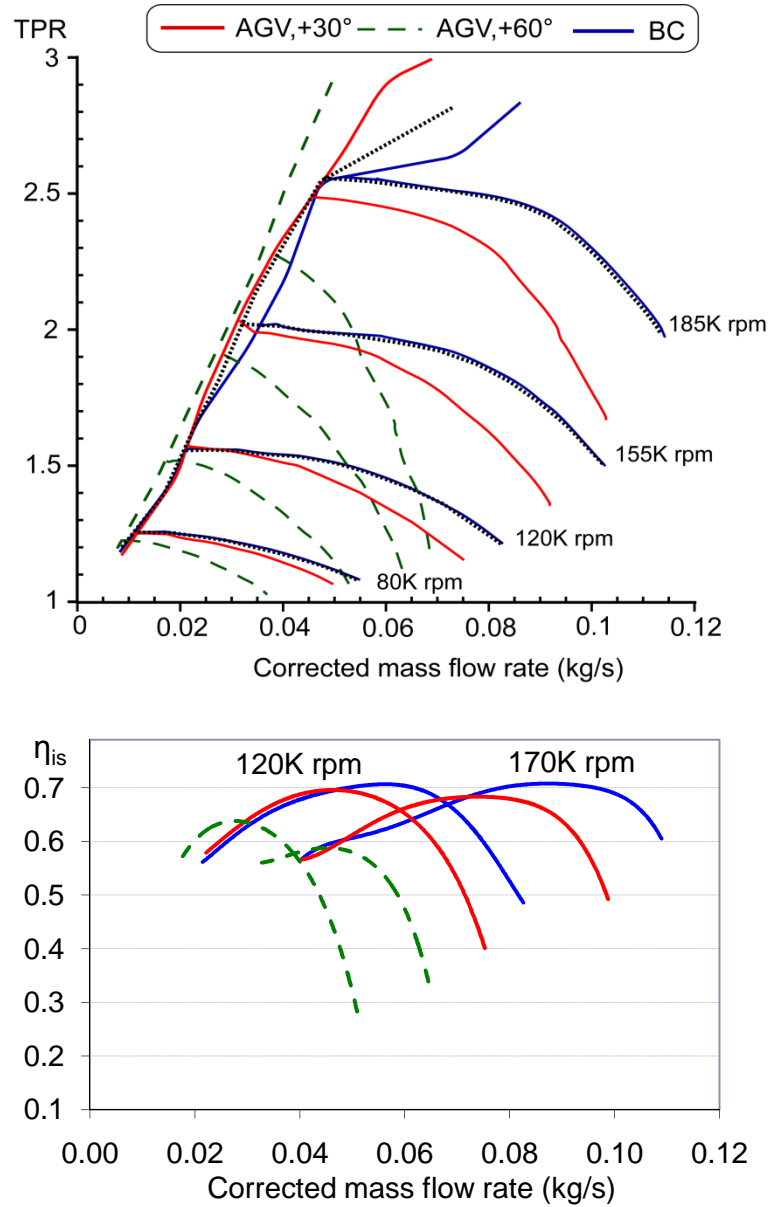 TPR
AGV,+30° AGV,+60° BC
3
2.5
2
1.5
1
185K rpm
155K rpm
120K rpm
80K rpm
0 0.02 0.04 0.06 0.08 0.1 0.12
Corrected mass flow rate (kg/s)
ηis
120K rpm 170K rpm
0.7
0.6
0.5
0.4
0.3
0.2
0.1
0.00 0.02 0.04 0.06 0.08 0.10 0.12
Corrected mass flow rate (kg/s)